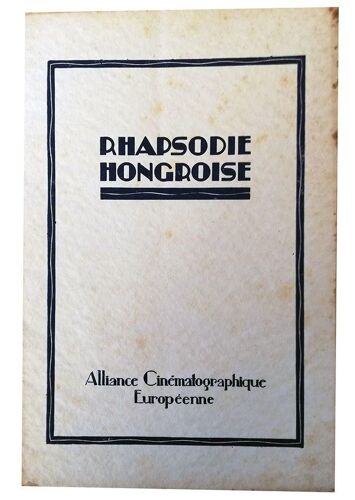 RHAPSODIE
HONGROISE
Alliance Cinématographique
Européenne